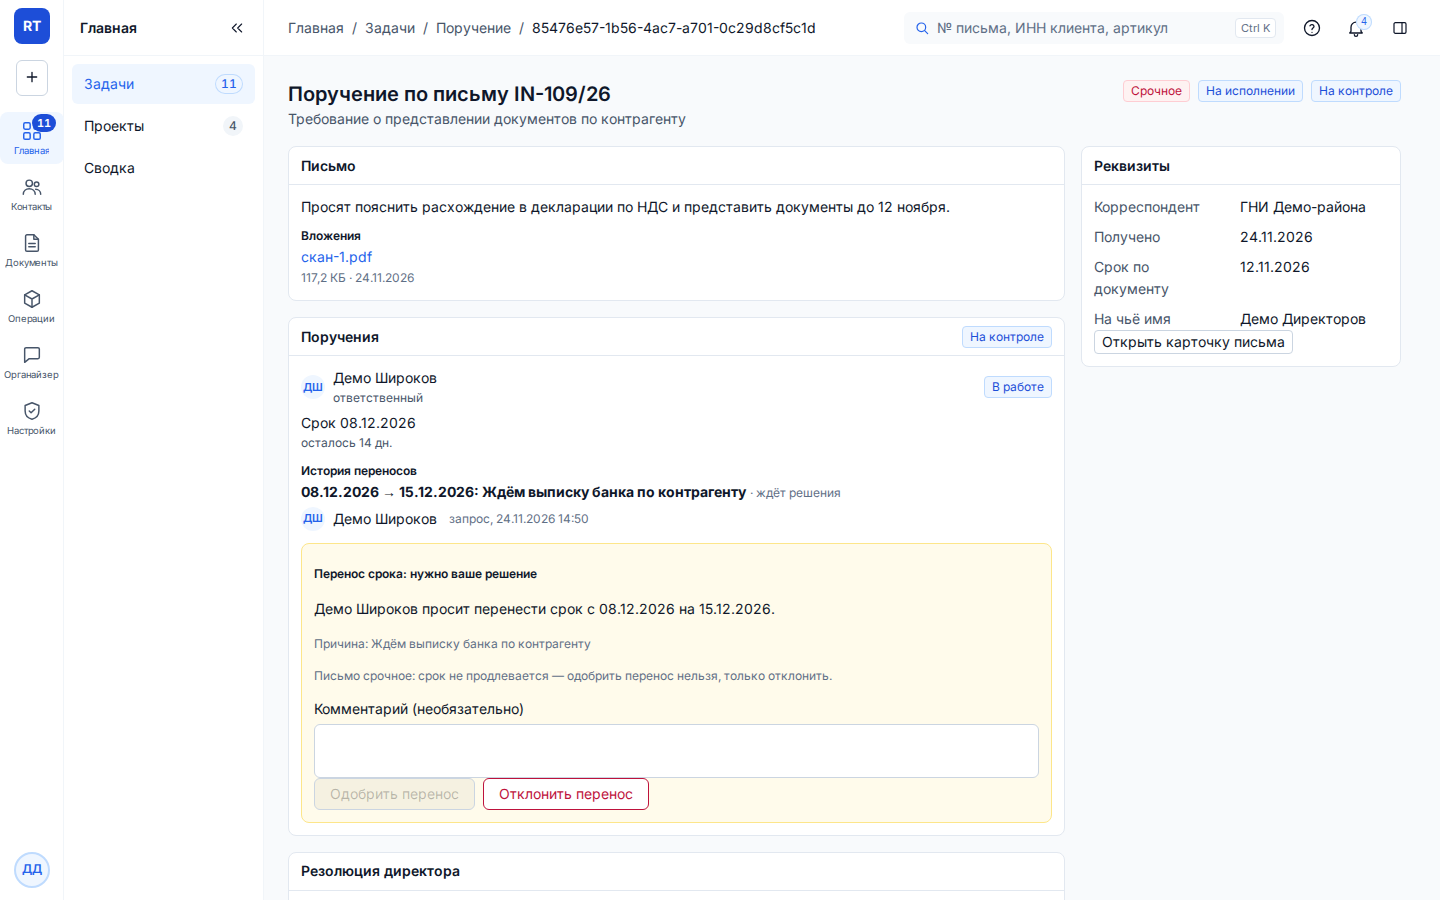 RT
Главная
Главная / Задачи / Поручение / 85476e57-1b56-4ac7-a701-0c29d8cf5c1d
№ письма, ИНН клиента, артикул
Ctrl K
4
11
Главная
Контакты
Документы
Операции
Органайзер
Настройки
ДД
Задачи 11
Проекты 4
Сводка
Поручение по письму IN-109/26
Требование о представлении документов по контрагенту
Срочное
На исполнении
На контроле
Письмо
Просят пояснить расхождение в декларации по НДС и представить документы до 12 ноября.
Вложения
скан-1.pdf
117,2 КБ · 24.11.2026
Поручения
На контроле
ДШ
Демо Широков
ответственный
В работе
Срок 08.12.2026
осталось 14 дн.
История переносов
08.12.2026 → 15.12.2026: Ждём выписку банка по контрагенту · ждёт решения
ДШ Демо Широков запрос, 24.11.2026 14:50
Перенос срока: нужно ваше решение
Демо Широков просит перенести срок с 08.12.2026 на 15.12.2026.
Причина: Ждём выписку банка по контрагенту
Письмо срочное: срок не продлевается — одобрить перенос нельзя, только отклонить.
Комментарий (необязательно)
Одобрить перенос
Отклонить перенос
Резолюция директора
Реквизиты
Корреспондент ГНИ Демо-района
Получено 24.11.2026
Срок по 12.11.2026
документу
На чьё имя Демо Директоров
Открыть карточку письма